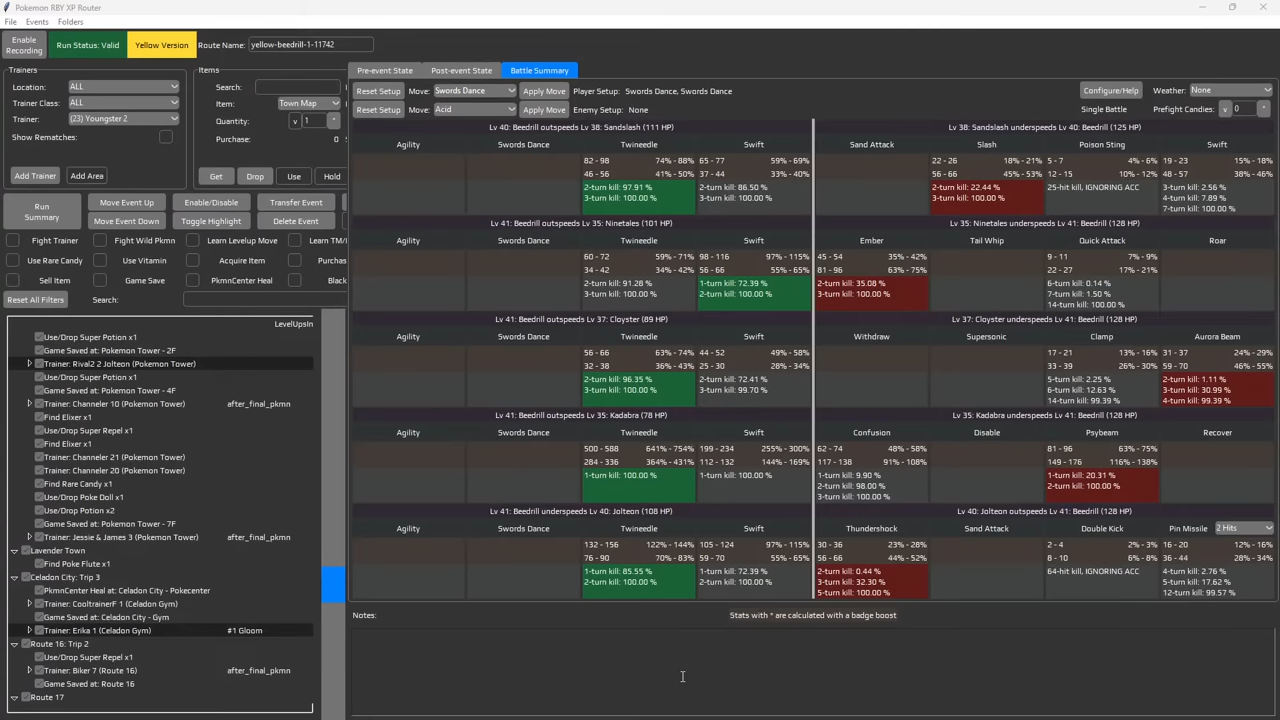 Pokemon RBY XP Router
File Events Folders
Enable Recording Run Status: Valid Yellow Version Route Name: yellow-beedrill-1-11742
Trainers
Location: ALL
Trainer Class: ALL
Trainer: (23) Youngster 2
Show Rematches:
Add Trainer Add Area
Items
Search:
Item: Town Map
Quantity: v 1 ^
Purchase: 0
Get Drop Use Hold
Run Summary
Move Event Up Enable/Disable Transfer Event
Move Event Down Toggle Highlight Delete Event
Fight Trainer Fight Wild Pkmn Learn Levelup Move Learn TM/
Use Rare Candy Use Vitamin Acquire Item Purchas
Sell Item Game Save PkmnCenter Heal Black
Reset All Filters Search:
LevelUpsIn
Use/Drop Super Potion x1
Game Saved at: Pokemon Tower - 2F
Trainer: Rival2 2 Jolteon (Pokemon Tower)
Use/Drop Super Potion x1
Game Saved at: Pokemon Tower - 4F
Trainer: Channeler 10 (Pokemon Tower) after_final_pkmn
Find Elixer x1
Use/Drop Super Repel x1
Find Elixer x1
Trainer: Channeler 21 (Pokemon Tower)
Trainer: Channeler 20 (Pokemon Tower)
Find Rare Candy x1
Use/Drop Poke Doll x1
Use/Drop Potion x2
Game Saved at: Pokemon Tower - 7F
Trainer: Jessie & James 3 (Pokemon Tower) after_final_pkmn
Lavender Town
Find Poke Flute x1
Celadon City: Trip 3
PkmnCenter Heal at: Celadon City - Pokecenter
Trainer: CooltrainerF 1 (Celadon Gym)
Game Saved at: Celadon City - Gym
Trainer: Erika 1 (Celadon Gym) #1 Gloom
Route 16: Trip 2
Use/Drop Super Repel x1
Trainer: Biker 7 (Route 16) after_final_pkmn
Game Saved at: Route 16
Route 17
Pre-event State Post-event State Battle Summary
Reset Setup Move: Swords Dance Apply Move Player Setup: Swords Dance, Swords Dance Configure/Help Weather: None
Reset Setup Move: Acid Apply Move Enemy Setup: None Single Battle Prefight Candies: v 0 ^
Lv 40: Beedrill outspeeds Lv 38: Sandslash (111 HP) Lv 38: Sandslash underspeeds Lv 40: Beedrill (125 HP)
Agility Swords Dance Twineedle Swift Sand Attack Slash Poison Sting Swift
82 - 98 74% - 88% 65 - 77 59% - 69% 22 - 26 18% - 21% 5 - 7 4% - 6% 19 - 23 15% - 18%
46 - 56 41% - 50% 37 - 44 33% - 40% 56 - 66 45% - 53% 12 - 15 10% - 12% 48 - 57 38% - 46%
2-turn kill: 97.91 % 2-turn kill: 86.50 % 2-turn kill: 22.44 % 25-hit kill, IGNORING ACC 3-turn kill: 2.56 %
3-turn kill: 100.00 % 3-turn kill: 100.00 % 3-turn kill: 100.00 % 4-turn kill: 7.89 %
7-turn kill: 100.00 %
Lv 41: Beedrill outspeeds Lv 35: Ninetales (101 HP) Lv 35: Ninetales underspeeds Lv 41: Beedrill (128 HP)
Agility Swords Dance Twineedle Swift Ember Tail Whip Quick Attack Roar
60 - 72 59% - 71% 98 - 116 97% - 115% 45 - 54 35% - 42% 9 - 11 7% - 9%
34 - 42 34% - 42% 56 - 66 55% - 65% 81 - 96 63% - 75% 22 - 27 17% - 21%
2-turn kill: 91.28 % 1-turn kill: 72.39 % 2-turn kill: 35.08 % 6-turn kill: 0.14 %
3-turn kill: 100.00 % 2-turn kill: 100.00 % 3-turn kill: 100.00 % 7-turn kill: 1.50 %
14-turn kill: 100.00 %
Lv 41: Beedrill outspeeds Lv 37: Cloyster (89 HP) Lv 37: Cloyster underspeeds Lv 41: Beedrill (128 HP)
Agility Swords Dance Twineedle Swift Withdraw Supersonic Clamp Aurora Beam
56 - 66 63% - 74% 44 - 52 49% - 58% 17 - 21 13% - 16% 31 - 37 24% - 29%
32 - 38 36% - 43% 25 - 30 28% - 34% 33 - 39 26% - 30% 59 - 70 46% - 55%
2-turn kill: 96.35 % 2-turn kill: 72.41 % 5-turn kill: 2.25 % 2-turn kill: 1.11 %
3-turn kill: 100.00 % 3-turn kill: 99.70 % 6-turn kill: 12.63 % 3-turn kill: 30.99 %
14-turn kill: 99.39 % 4-turn kill: 99.39 %
Lv 41: Beedrill outspeeds Lv 35: Kadabra (78 HP) Lv 35: Kadabra underspeeds Lv 41: Beedrill (128 HP)
Agility Swords Dance Twineedle Swift Confusion Disable Psybeam Recover
500 - 588 641% - 754% 199 - 234 255% - 300% 62 - 74 48% - 58% 81 - 96 63% - 75%
284 - 336 364% - 431% 112 - 132 144% - 169% 117 - 138 91% - 108% 149 - 176 116% - 138%
1-turn kill: 100.00 % 1-turn kill: 100.00 % 1-turn kill: 9.90 % 1-turn kill: 20.31 %
2-turn kill: 98.00 % 2-turn kill: 100.00 %
3-turn kill: 100.00 %
Lv 41: Beedrill underspeeds Lv 40: Jolteon (108 HP) Lv 40: Jolteon outspeeds Lv 41: Beedrill (128 HP)
Agility Swords Dance Twineedle Swift Thundershock Sand Attack Double Kick Pin Missile 2 Hits
132 - 156 122% - 144% 105 - 124 97% - 115% 30 - 36 23% - 28% 2 - 4 2% - 3% 16 - 20 12% - 16%
76 - 90 70% - 83% 59 - 70 55% - 65% 56 - 66 44% - 52% 8 - 10 6% - 8% 36 - 44 28% - 34%
1-turn kill: 85.55 % 1-turn kill: 72.39 % 2-turn kill: 0.44 % 64-hit kill, IGNORING ACC 4-turn kill: 2.76 %
2-turn kill: 100.00 % 2-turn kill: 100.00 % 3-turn kill: 32.30 % 5-turn kill: 17.62 %
5-turn kill: 100.00 % 12-turn kill: 99.57 %
Notes: Stats with * are calculated with a badge boost